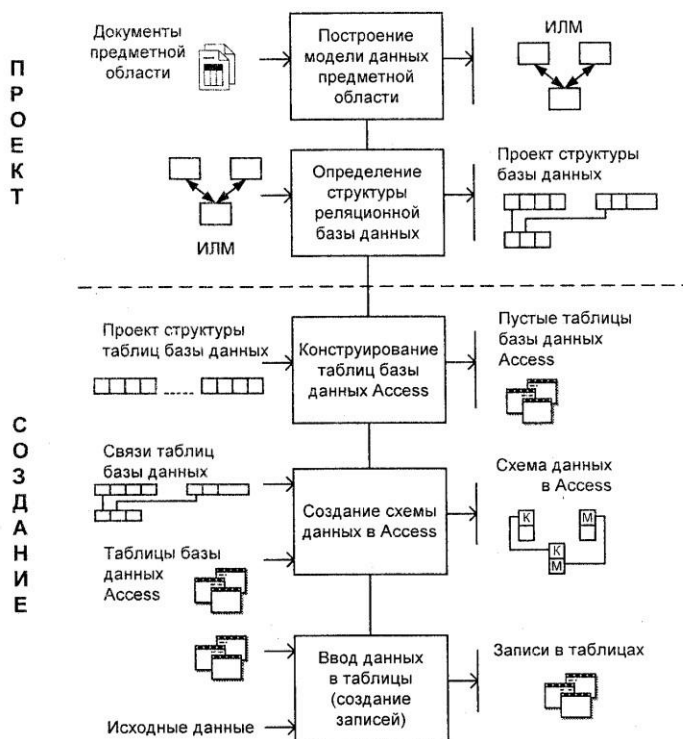 ПРОЕКТ
Документы
предметной
области
Построение
модели данных
предметной
области
ИЛМ
ИЛМ
Определение
структуры
реляционной
базы данных
Проект структуры
базы данных
СОЗДАНИЕ
Проект структуры
таблиц базы данных
Конструирование
таблиц базы
данных Access
Пустые таблицы
базы данных
Access
Связи таблиц
базы данных
Таблицы базы
данных
Access
Создание схемы
данных в Access
Схема данных
в Access
К
М
К
М
Исходные данные
Ввод данных
в таблицы
(создание
записей)
Записи в таблицах